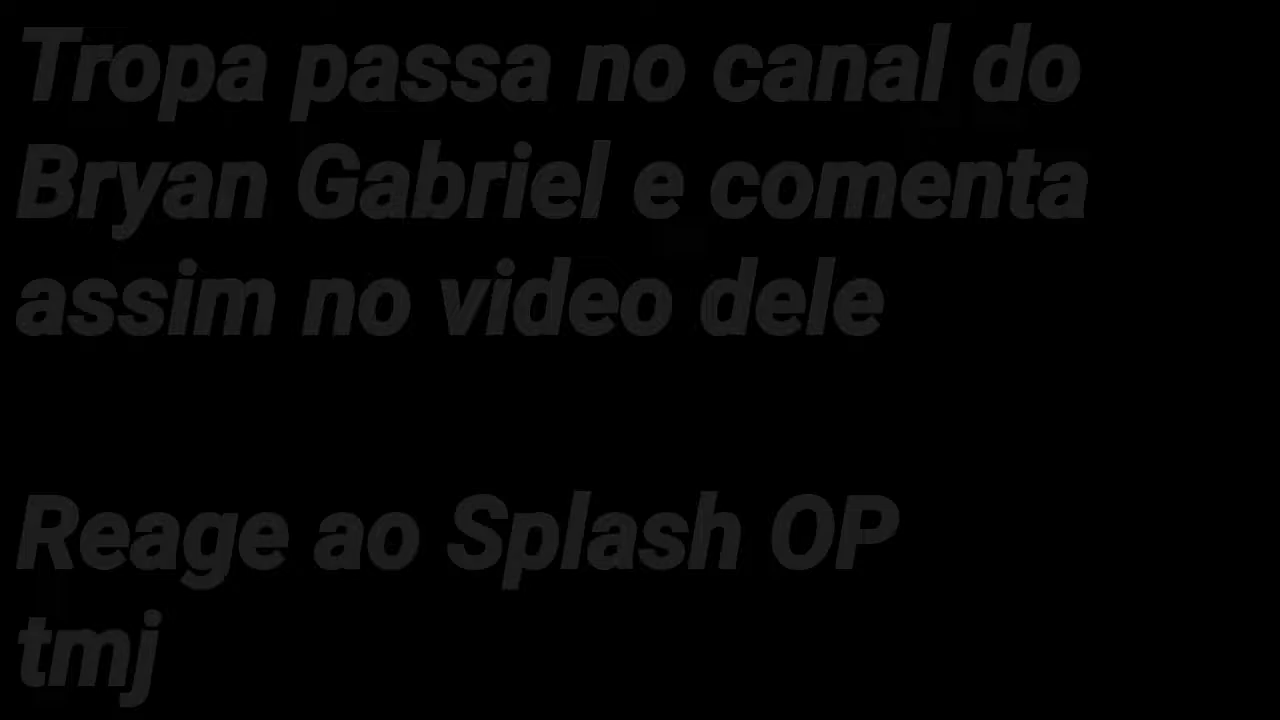 Tropa passa no canal do
Bryan Gabriel e comenta
assim no video dele
Reage ao Splash OP
tmj